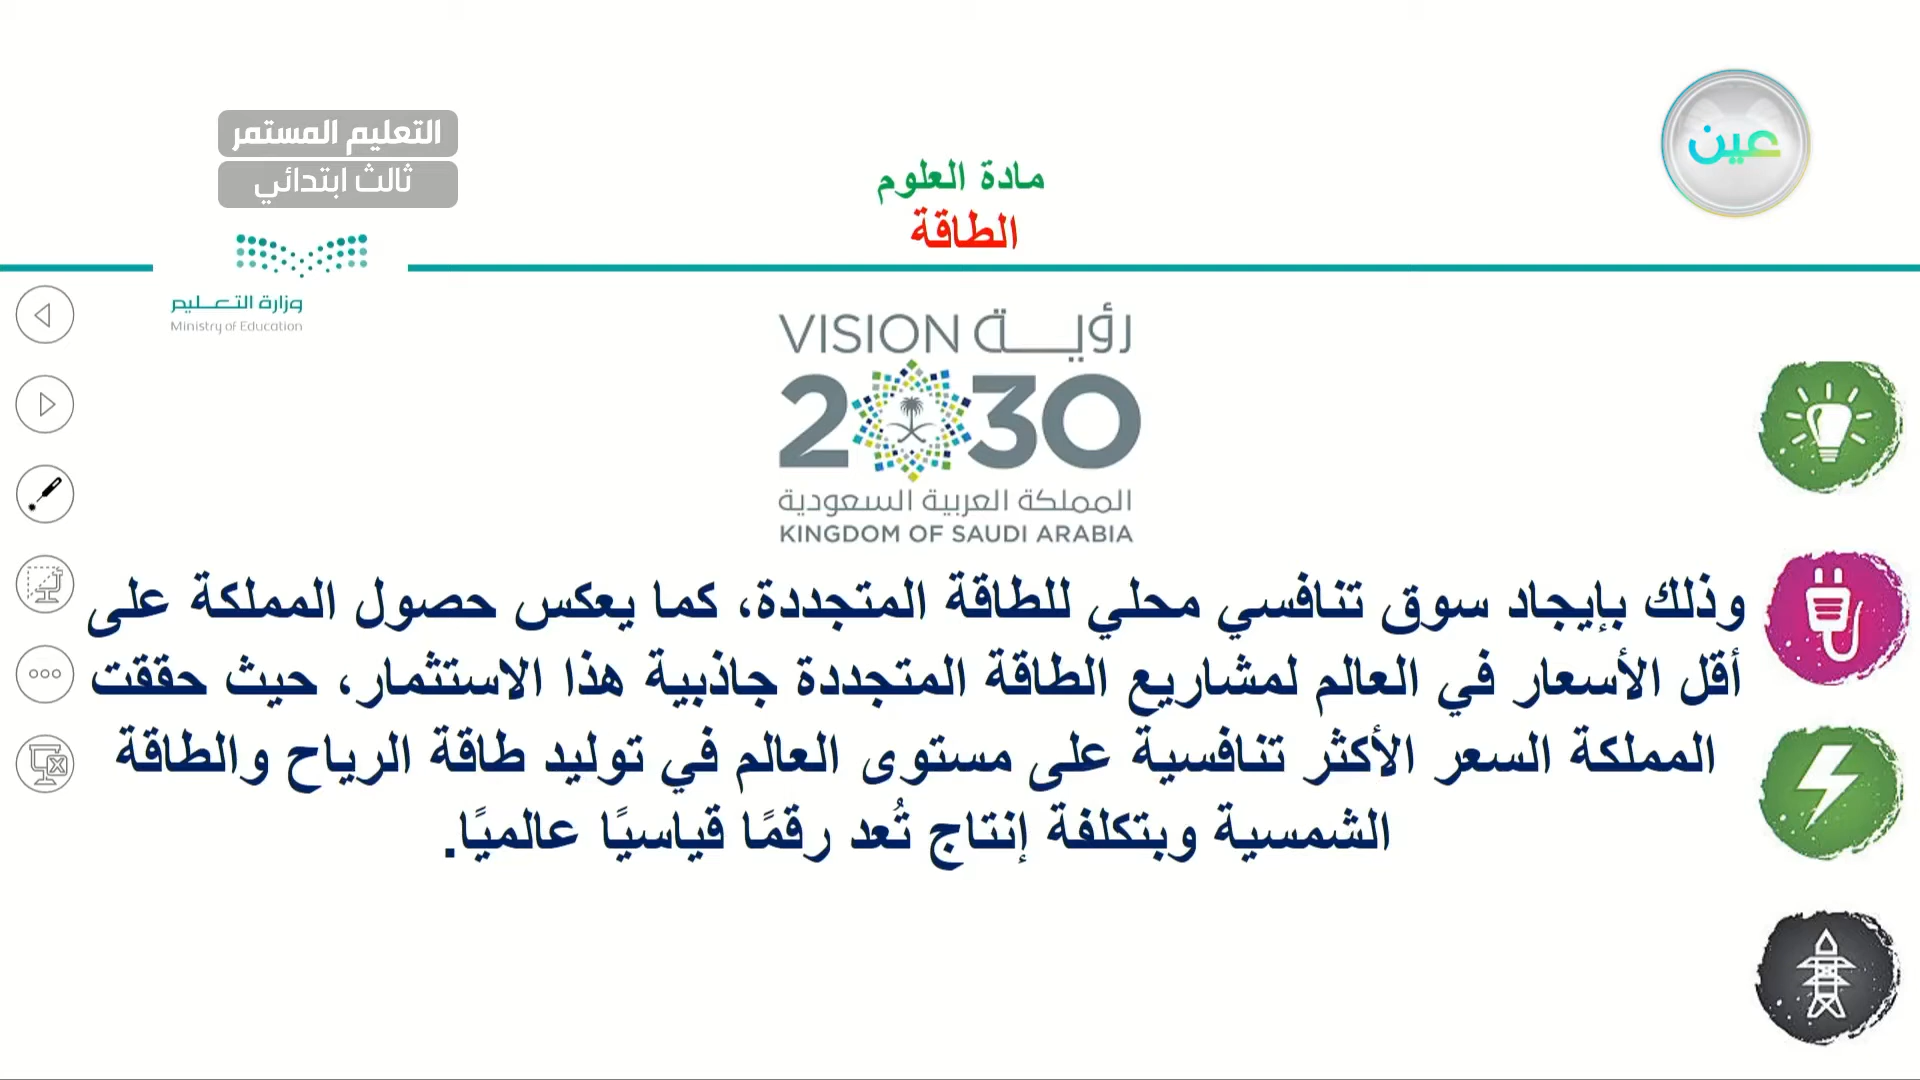 عين
التعليم المستمر
ثالث ابتدائي
مادة العلوم
الطاقة
وزارة التعـــليم
Ministry of Education
VISION رؤيــــة
2030
المملكة العربية السعودية
KINGDOM OF SAUDI ARABIA
وذلك بإيجاد سوق تنافسي محلي للطاقة المتجددة، كما يعكس حصول المملكة على
أقل الأسعار في العالم لمشاريع الطاقة المتجددة جاذبية هذا الاستثمار، حيث حققت
المملكة السعر الأكثر تنافسية على مستوى العالم في توليد طاقة الرياح والطاقة
الشمسية وبتكلفة إنتاج تُعد رقمًا قياسيًا عالميًا.